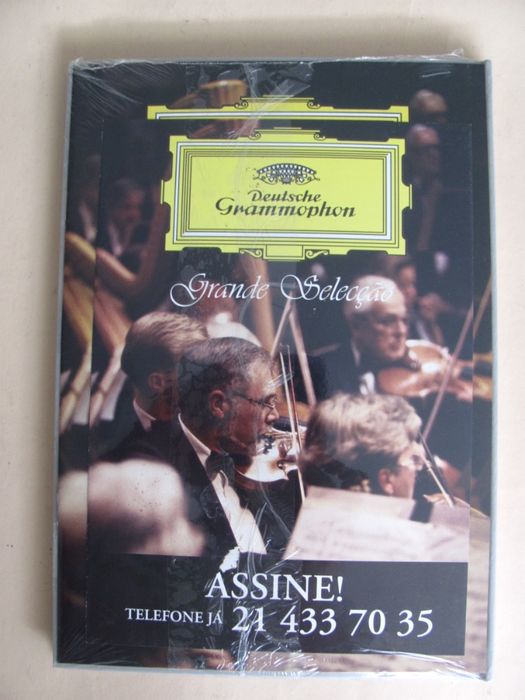 Deutsche
Grammophon
Grande Selecção
ASSINE!
TELEFONE JÁ 21 433 70 35